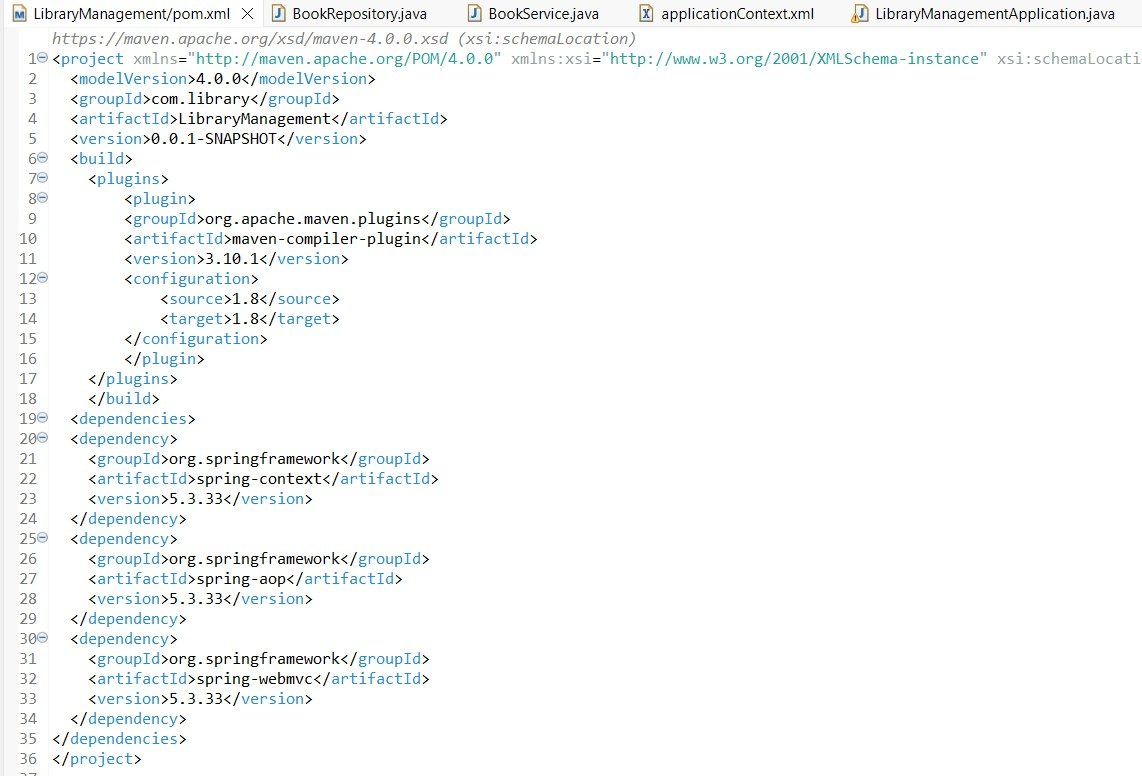 LibraryManagement/pom.xml BookRepository.java BookService.java applicationContext.xml LibraryManagementApplication.java
https://maven.apache.org/xsd/maven-4.0.0.xsd (xsi:schemaLocation)
1 <project xmlns="http://maven.apache.org/POM/4.0.0" xmlns:xsi="http://www.w3.org/2001/XMLSchema-instance" xsi:schemaLocati
2 <modelVersion>4.0.0</modelVersion>
3 <groupId>com.library</groupId>
4 <artifactId>LibraryManagement</artifactId>
5 <version>0.0.1-SNAPSHOT</version>
6 <build>
7 <plugins>
8 <plugin>
9 <groupId>org.apache.maven.plugins</groupId>
10 <artifactId>maven-compiler-plugin</artifactId>
11 <version>3.10.1</version>
12 <configuration>
13 <source>1.8</source>
14 <target>1.8</target>
15 </configuration>
16 </plugin>
17 </plugins>
18 </build>
19 <dependencies>
20 <dependency>
21 <groupId>org.springframework</groupId>
22 <artifactId>spring-context</artifactId>
23 <version>5.3.33</version>
24 </dependency>
25 <dependency>
26 <groupId>org.springframework</groupId>
27 <artifactId>spring-aop</artifactId>
28 <version>5.3.33</version>
29 </dependency>
30 <dependency>
31 <groupId>org.springframework</groupId>
32 <artifactId>spring-webmvc</artifactId>
33 <version>5.3.33</version>
34 </dependency>
35 </dependencies>
36 </project>